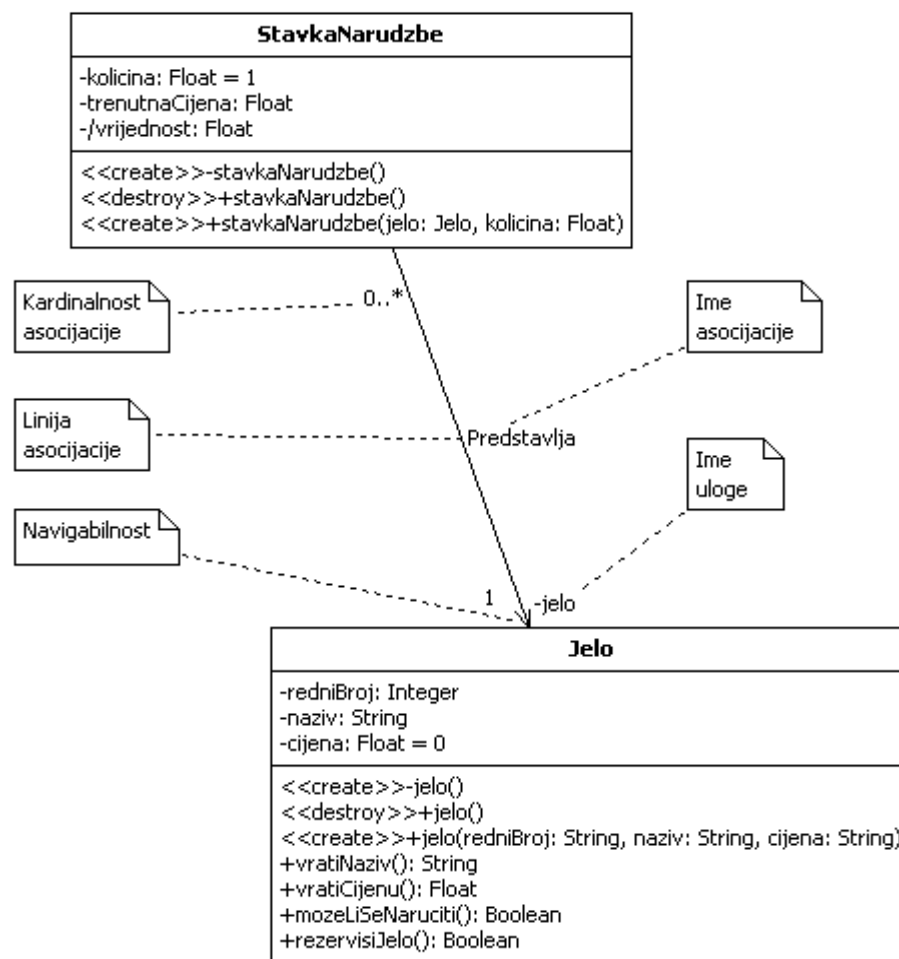 StavkaNarudzbe
-kolicina: Float = 1
-trenutnaCijena: Float
-/vrijednost: Float
<<create>>-stavkaNarudzbe()
<<destroy>>+stavkaNarudzbe()
<<create>>+stavkaNarudzbe(jelo: Jelo, kolicina: Float)
Kardinalnost
asocijacije
0..*
Ime
asocijacije
Linija
asocijacije
Predstavlja
Ime
uloge
Navigabilnost
1
-jelo
Jelo
-redniBroj: Integer
-naziv: String
-cijena: Float = 0
<<create>>-jelo()
<<destroy>>+jelo()
<<create>>+jelo(redniBroj: String, naziv: String, cijena: String)
+vratiNaziv(): String
+vratiCijenu(): Float
+mozeLiSeNaruciti(): Boolean
+rezervisiJelo(): Boolean